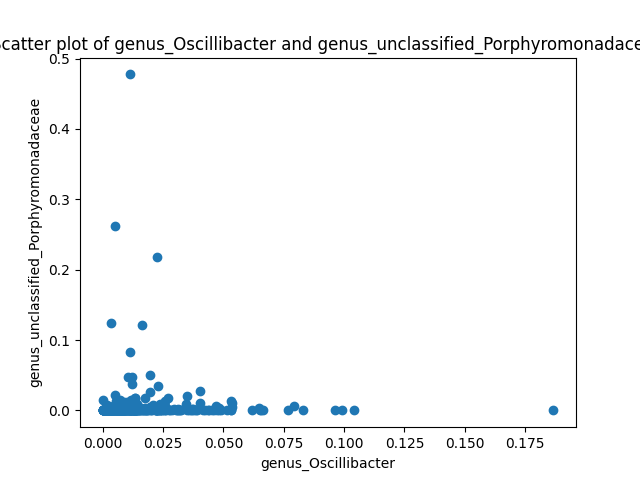 Scatter plot of genus_Oscillibacter and genus_unclassified_Porphyromonadace
0.5
0.4
0.3
0.2
0.1
0.0
genus_unclassified_Porphyromonadaceae
0.000 0.025 0.050 0.075 0.100 0.125 0.150 0.175
genus_Oscillibacter